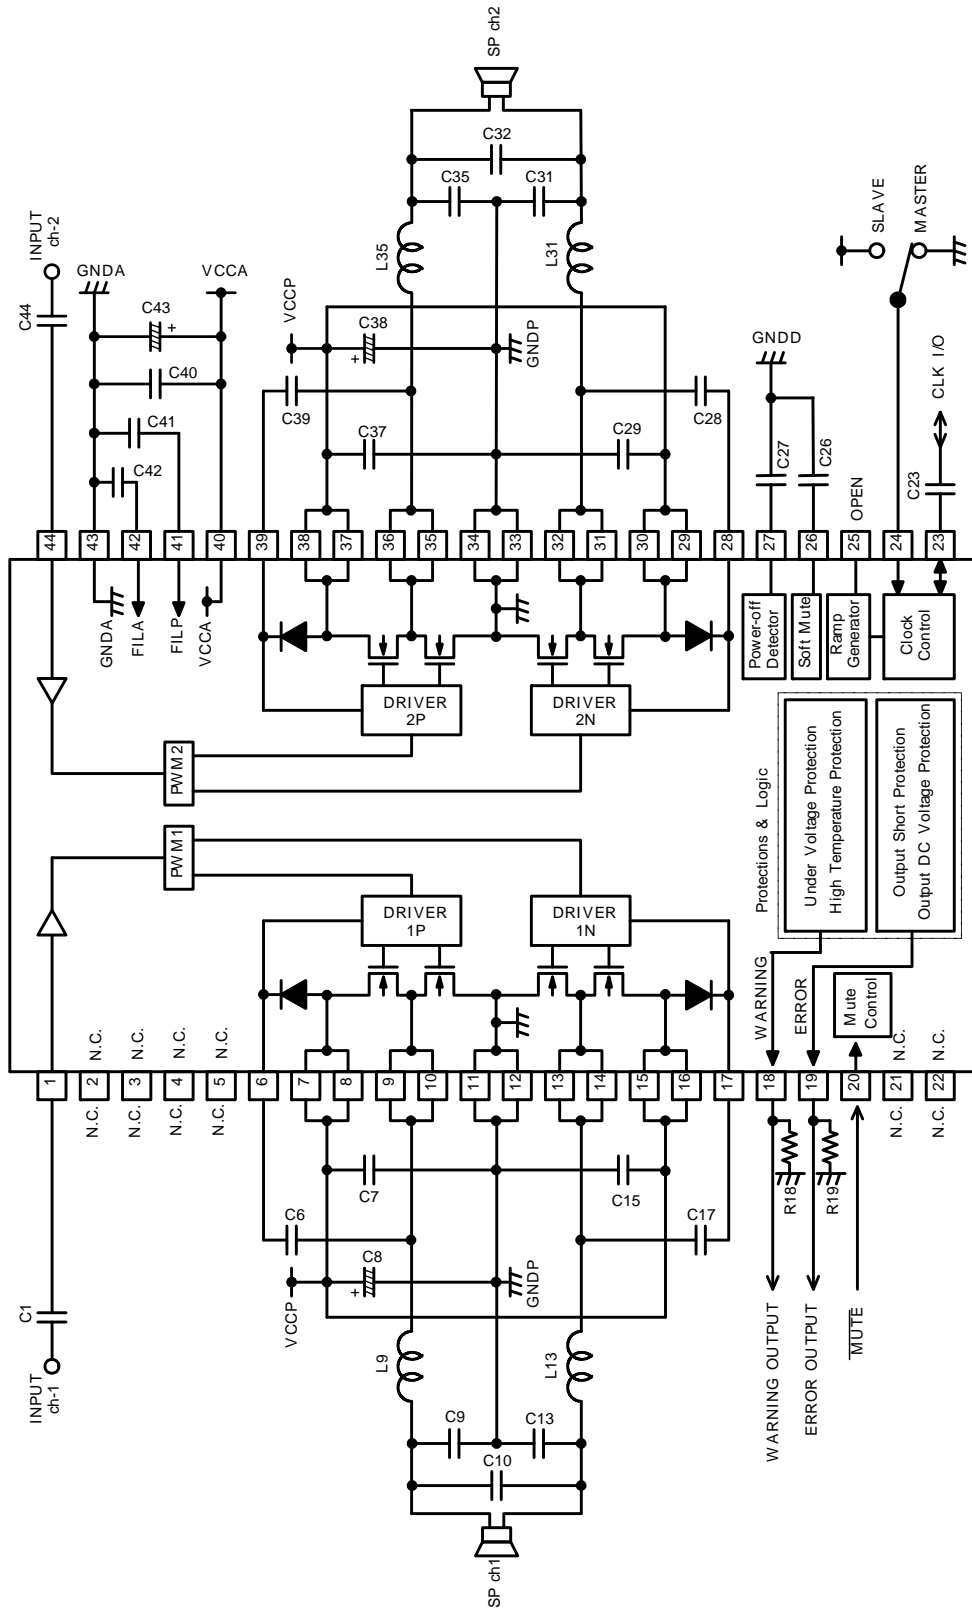 INPUT
ch-1
C1
1
2
3
4
5
6
7
8
9
10
11
12
13
14
15
16
17
18
19
20
21
22
N.C.
N.C.
N.C.
N.C.
N.C.
N.C.
N.C.
N.C.
N.C.
N.C.
N.C.
N.C.
C6
C7
VCCP
C8
+
GNDP
C15
C17
L9
L13
C9
C13
C10
SP ch1
R18
R19
WARNING OUTPUT
ERROR OUTPUT
MUTE
WARNING
ERROR
Mute
Control
PWM1
DRIVER
1P
DRIVER
1N
Protections & Logic
Under Voltage Protection
High Temperature Protection
Output Short Protection
Output DC Voltage Protection
PWM2
DRIVER
2P
DRIVER
2N
GNDA
FILA
FILP
VCCA
Power-off
Detector
Soft Mute
Ramp
Generator
Clock
Control
44
43
42
41
40
39
38
37
36
35
34
33
32
31
30
29
28
27
26
25
24
23
C44
INPUT
ch-2
GNDA
C43
+
C40
C41
C42
VCCA
C39
C37
VCCP
C38
+
GNDP
C29
C28
L35
L31
C35
C31
C32
SP ch2
C27
C26
GNDD
OPEN
SLAVE
MASTER
C23
CLK I/O